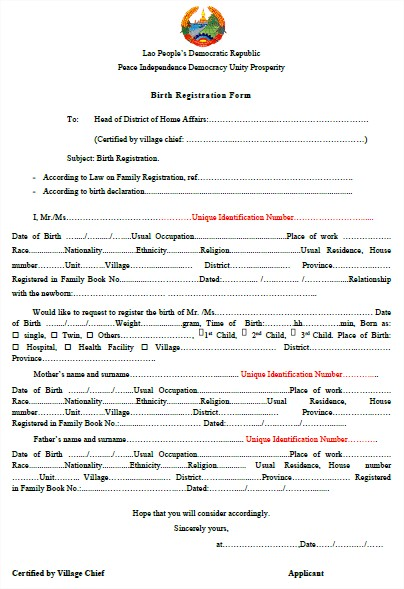 Lao People's Democratic Republic
Peace Independence Democracy Unity Prosperity
Birth Registration Form
To: Head of District of Home Affairs:……………………..……………………………….
(Certified by village chief: …………………………………………………….)
Subject: Birth Registration.
- According to Law on Family Registration, ref…………………………………………………
- According to birth declaration....................................................................................
I, Mr./Ms…………………………………….Unique Identification Number…………………......
Date of Birth ….../....../…....Usual Occupation................................Place of work ………………
Race..............Nationality..............Ethnicity............Religion..........................Usual Residence, House
number………Unit……..Village…..................... District…................ Province…………………..
Registered in Family Book No.............................Dated:............. /................ /.............Relationship
with the newborn:……………………………………………………………………………
Would like to request to register the birth of Mr. /Ms.………………………………………… Date
of Birth ....../....../..........Weight…................gram, Time of Birth:………..hh…….........min, Born as:
☐ single, ☐ Twin, ☐ Others……………………, ☐1st Child, ☐ 2nd Child, ☐ 3rd Child. Place of Birth:
☐ Hospital, ☐ Health Facility ☐ Village……………………… District………………………….
Province…………………………..
Mother's name and surname……...................................... Unique Identification Number…………..
Date of Birth ….../....../…..... Usual Occupation................................Place of work…………………
Race..............Nationality..............Ethnicity............Religion............... Usual Residence, House
number………Unit……..Village…........................District…........................ Province…………………
Registered in Family Book No.:............................. Dated:............../................/.................
Father's name and surname…......................................... Unique Identification Number……….
Date of Birth ….../....../…..... Usual Occupation................................Place of work…………………
Race..............Nationality..............Ethnicity............Religion............ Usual Residence, House number
……….Unit…….. Village…........................ District…....................Province………………… Registered
in Family Book No.:....................................... Dated:............../................/...............
Hope that you will consider accordingly.
Sincerely yours,
at……………………,Date……/……../……
Certified by Village Chief Applicant